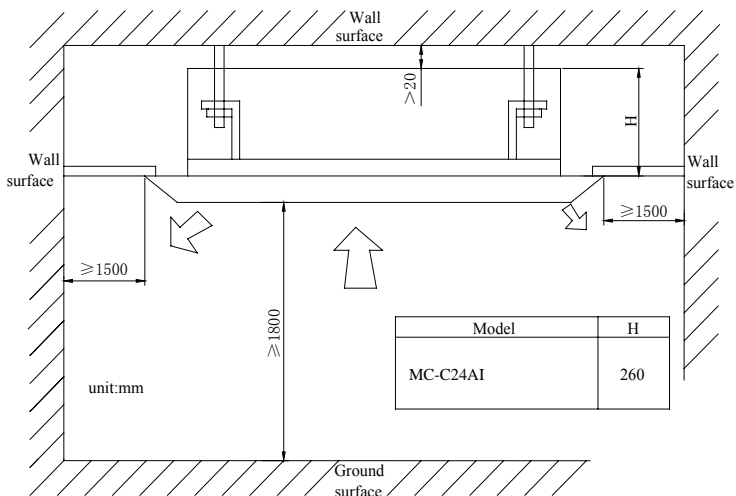 Wall
surface
>20
H
Wall
surface
Wall
surface
≥1500
≥1500
≥1800
Model H
MC-C24AI 260
unit:mm
Ground
surface